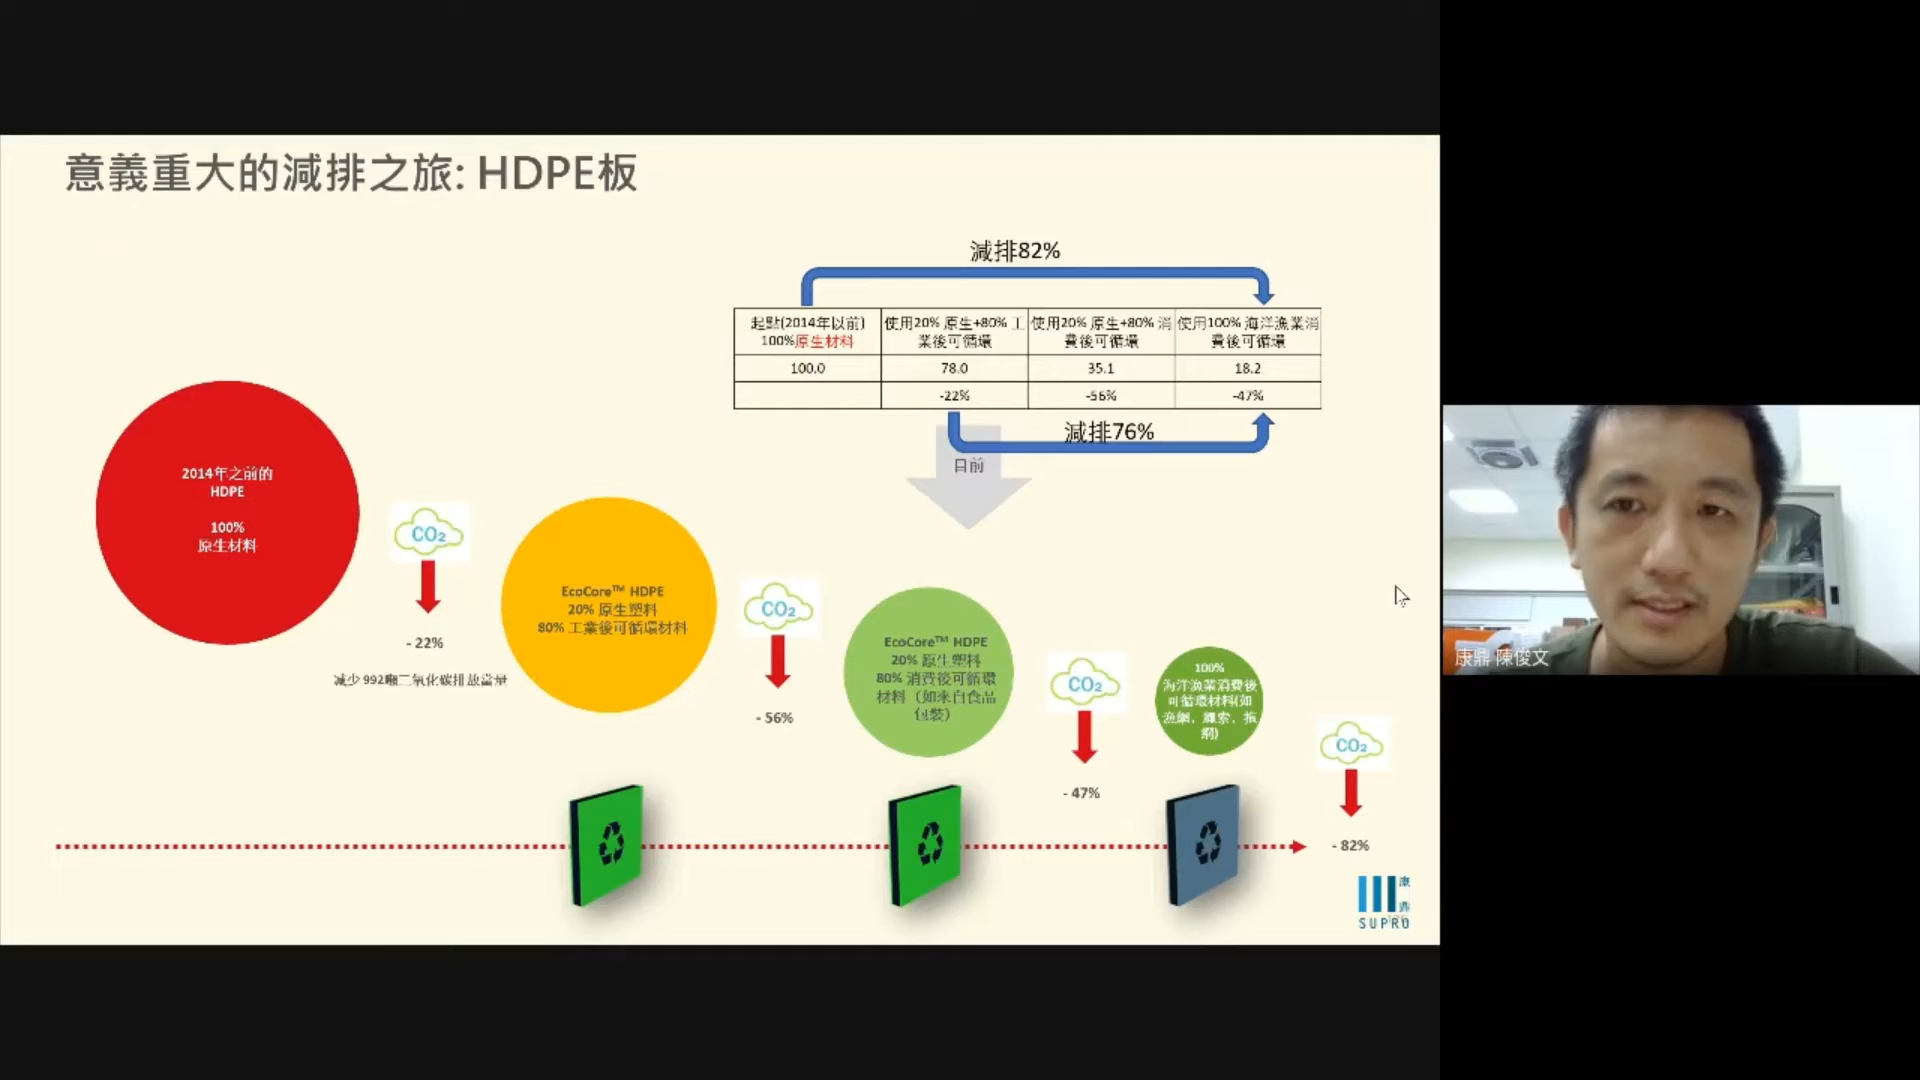 意義重大的減排之旅: HDPE板
減排82%
起點(2014年以前)
100%原生材料
使用20% 原生+80% 工
業後可循環
使用20% 原生+80% 消
費後可循環
使用100% 海洋漁業消
費後可循環
100.0
78.0
35.1
18.2
-22%
-56%
-47%
減排76%
目前
2014年之前的
HDPE
100%
原生材料
CO₂
- 22%
減少 992噸二氧化碳排放當量
EcoCore™ HDPE
20% 原生塑料
80% 工業後可循環材料
CO₂
- 56%
EcoCore™ HDPE
20% 原生塑料
80% 消費後可循環
材料（如來自食品
包裝）
CO₂
- 47%
100%
海洋漁業消費後
可循環材料(如
漁網，繩索，拖
網)
CO₂
- 82%
康
鼎
SUPRO
康鼎 陳俊文